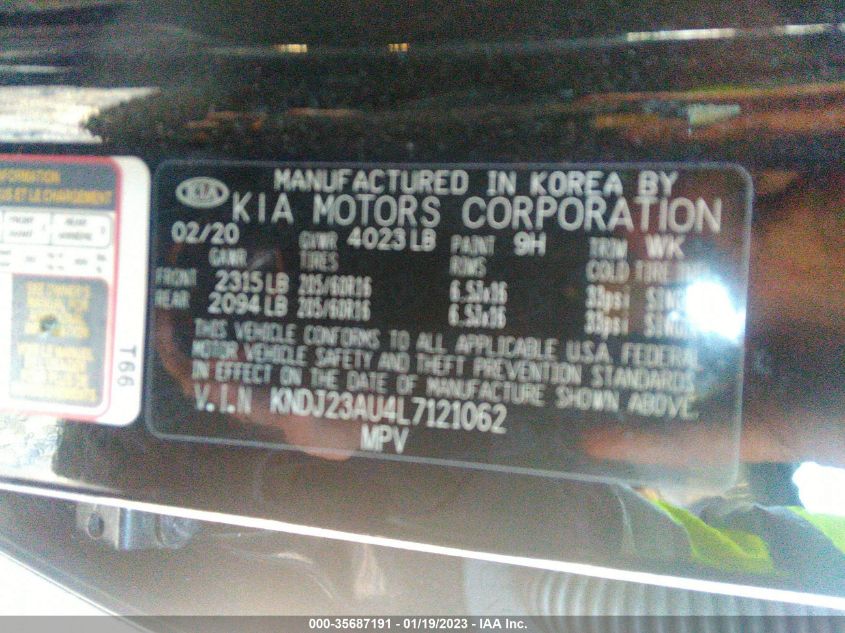 KIA
MANUFACTURED IN KOREA BY
KIA MOTORS CORPORATION
02/20 GVWR 4023 LB PAINT 9H TRIM WK
GAWR TIRES RIMS COLD TIRE
FRONT 2315 LB 205/60R16 6.5Jx16 33psi
REAR 2094 LB 205/60R16 6.5Jx16 33psi
THIS VEHICLE CONFORMS TO ALL APPLICABLE U.S.A. FEDERAL
MOTOR VEHICLE SAFETY AND THEFT PREVENTION STANDARDS
IN EFFECT ON THE DATE OF MANUFACTURE SHOWN ABOVE.
V.I.N KNDJ23AU4L7121062
MPV
T66
000-35687191 - 01/19/2023 - IAA Inc.